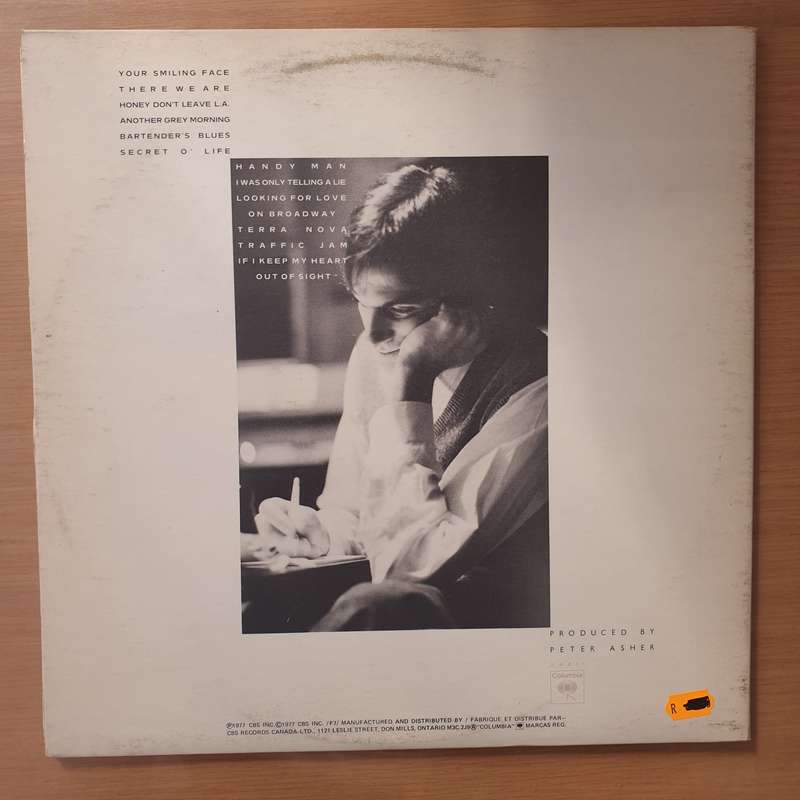 YOUR SMILING FACE
THERE WE ARE
HONEY DON'T LEAVE L.A.
ANOTHER GREY MORNING
BARTENDER'S BLUES
SECRET O' LIFE
HANDY MAN
I WAS ONLY TELLING A LIE
LOOKING FOR LOVE
ON BROADWAY
TERRA NOVA
TRAFFIC JAM
IF I KEEP MY HEART
OUT OF SIGHT
PRODUCED BY
PETER ASHER
Columbia
R
℗1977 CBS INC.©1977 CBS INC. /F7/ MANUFACTURED AND DISTRIBUTED BY / FABRIQUE ET DISTRIBUE PAR–
CBS RECORDS CANADA LTD., 1121 LESLIE STREET, DON MILLS, ONTARIO M3C 2J9 ® "COLUMBIA" MARCAS REG.